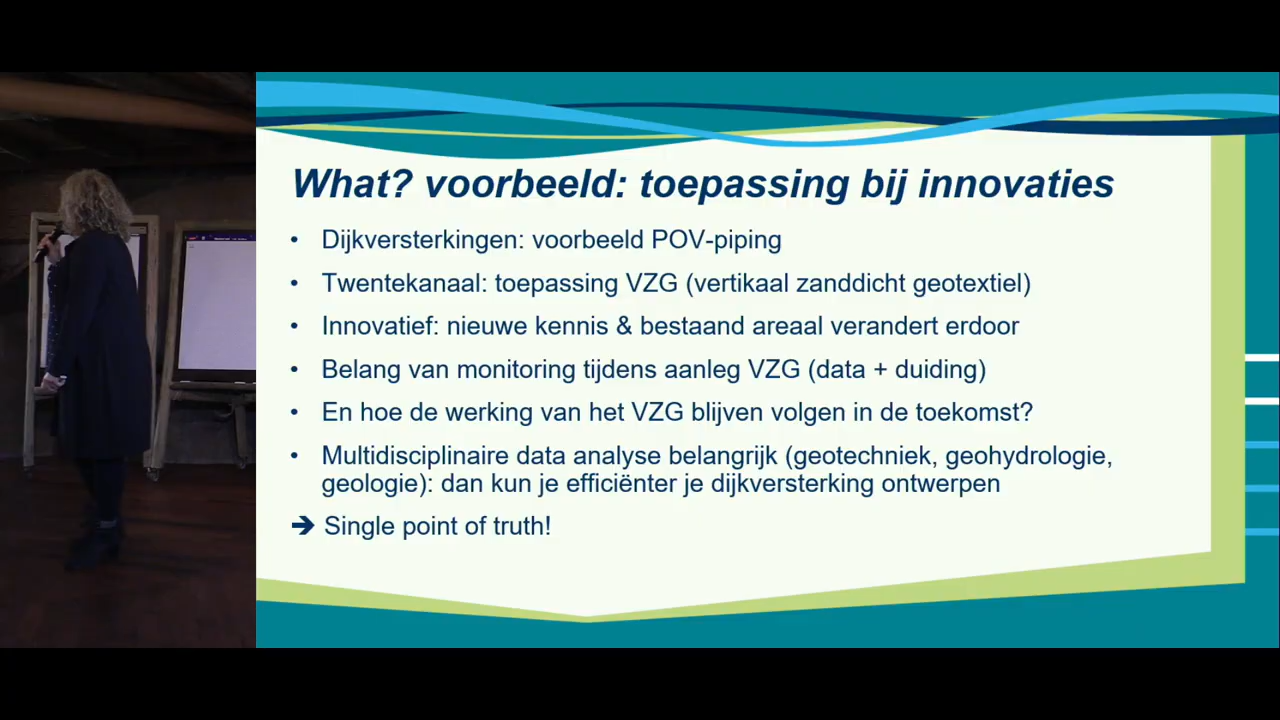 What? voorbeeld: toepassing bij innovaties
• Dijkversterkingen: voorbeeld POV-piping
• Twentekanaal: toepassing VZG (vertikaal zanddicht geotextiel)
• Innovatief: nieuwe kennis & bestaand areaal verandert erdoor
• Belang van monitoring tijdens aanleg VZG (data + duiding)
• En hoe de werking van het VZG blijven volgen in de toekomst?
• Multidisciplinaire data analyse belangrijk (geotechniek, geohydrologie,
geologie): dan kun je efficiënter je dijkversterking ontwerpen
➔ Single point of truth!